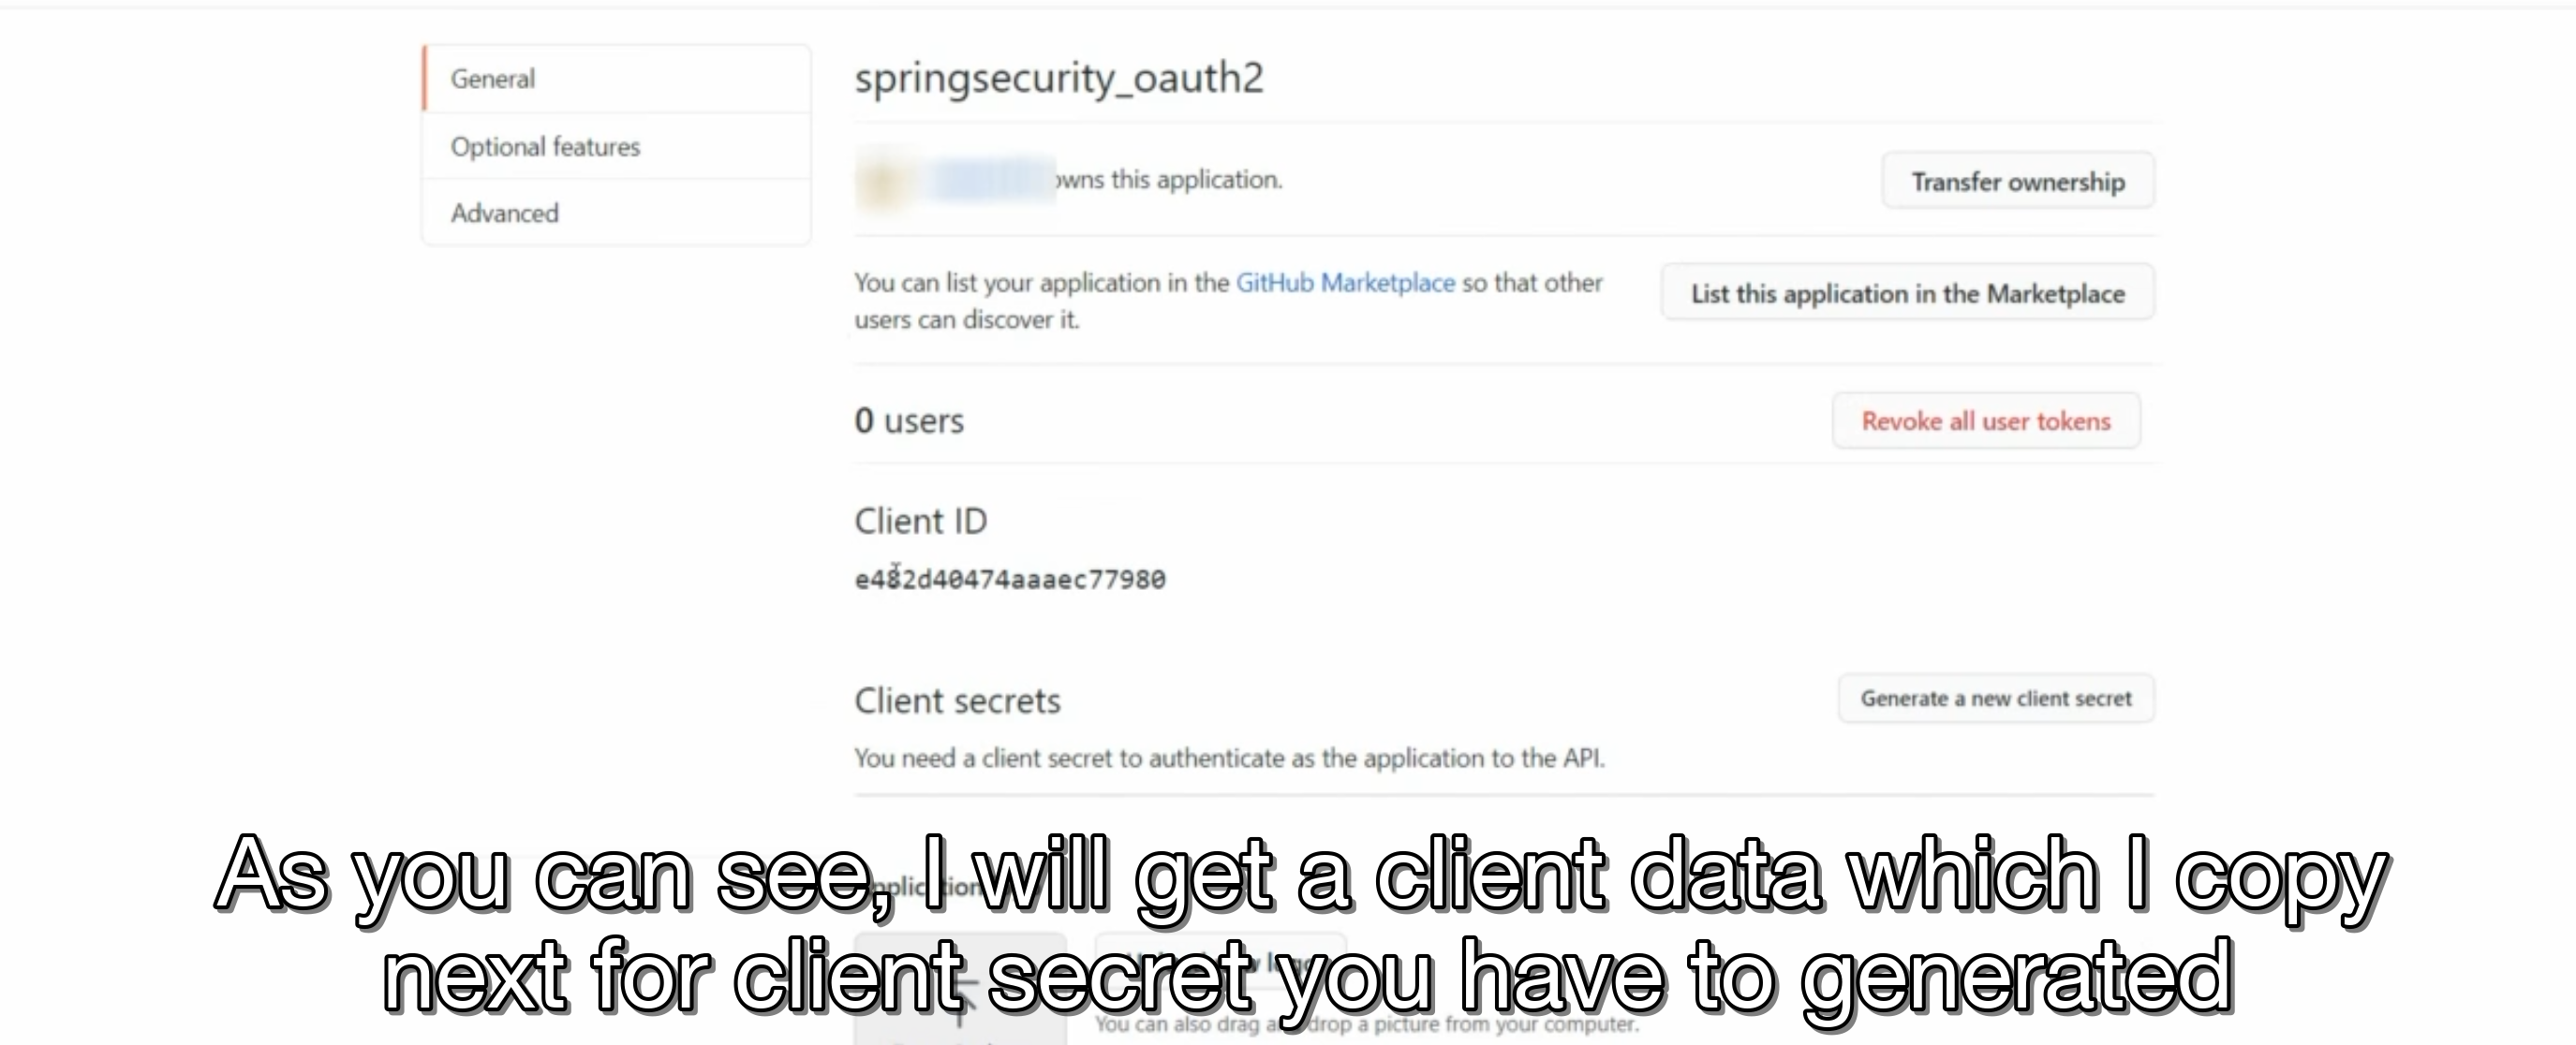 General
Optional features
Advanced
springsecurity_oauth2
owns this application.
Transfer ownership
You can list your application in the GitHub Marketplace so that other
users can discover it.
List this application in the Marketplace
0 users
Revoke all user tokens
Client ID
e482d40474aaaec77980
Client secrets
Generate a new client secret
You need a client secret to authenticate as the application to the API.
As you can see, I will get a client data which I copy
next for client secret you have to generated
You can also drag and drop a picture from your computer.